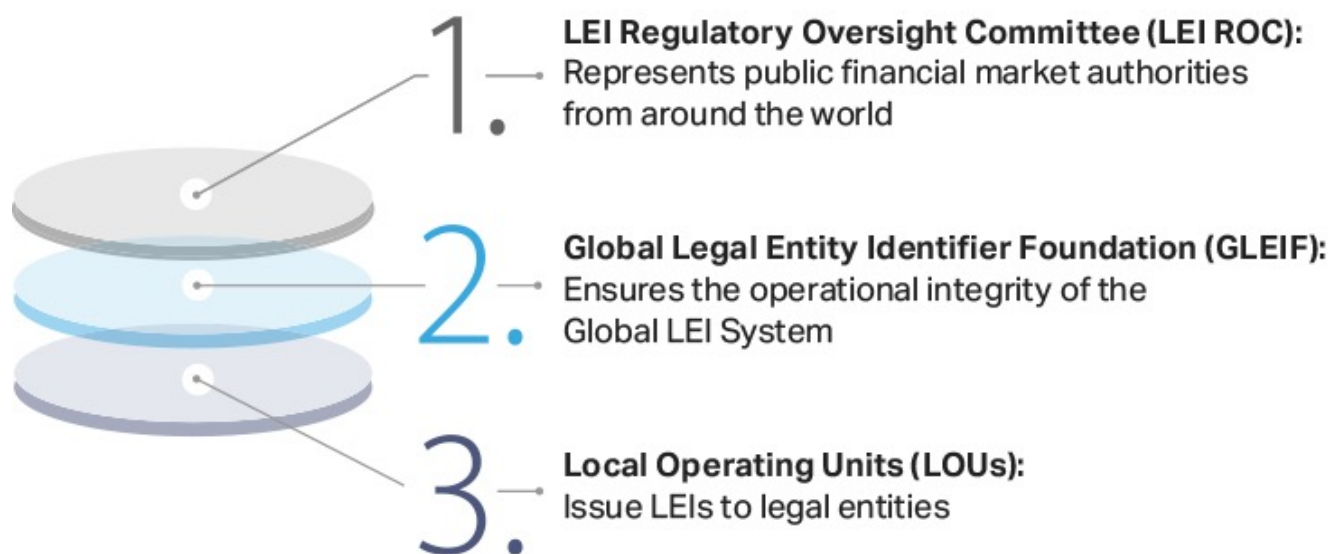 1.
LEI Regulatory Oversight Committee (LEI ROC):
Represents public financial market authorities
from around the world
2.
Global Legal Entity Identifier Foundation (GLEIF):
Ensures the operational integrity of the
Global LEI System
3.
Local Operating Units (LOUs):
Issue LEIs to legal entities